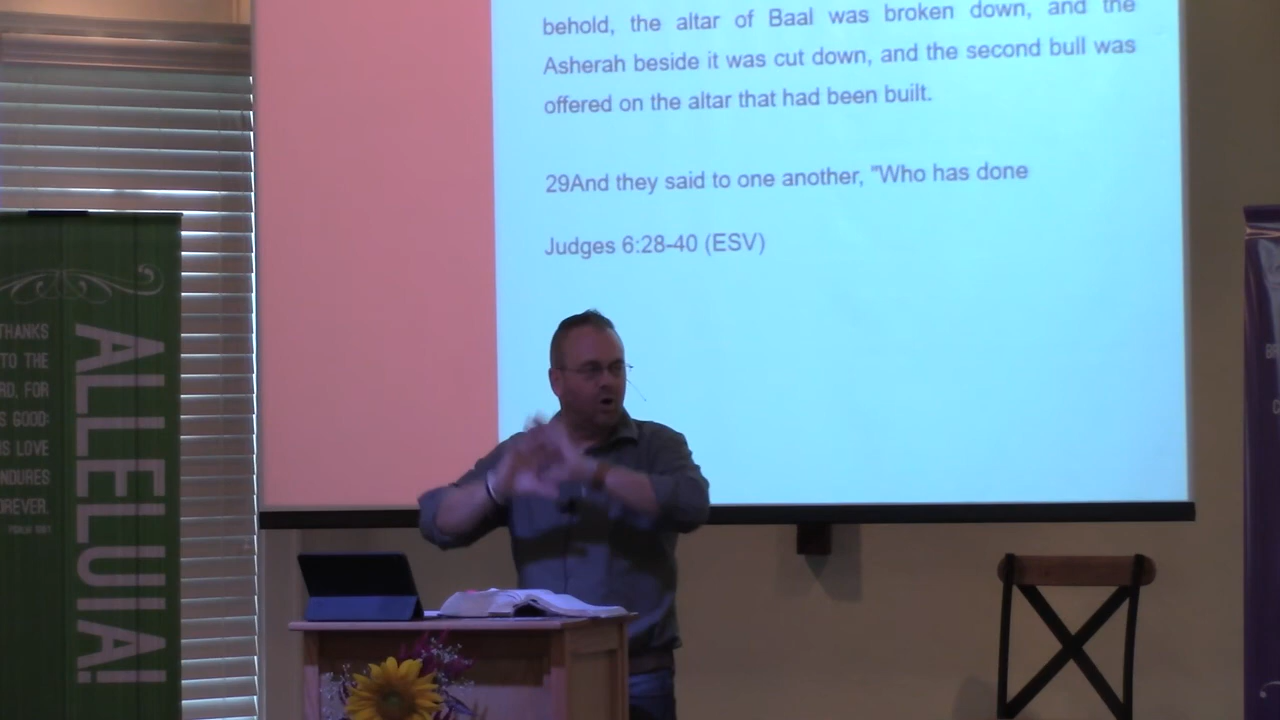 behold, the altar of Baal was broken down, and the
Asherah beside it was cut down, and the second bull was
offered on the altar that had been built.
29And they said to one another, "Who has done
Judges 6:28-40 (ESV)
THANKS
TO THE
RD, FOR
S GOOD:
IS LOVE
NDURES
OREVER.
ALLELUIA!